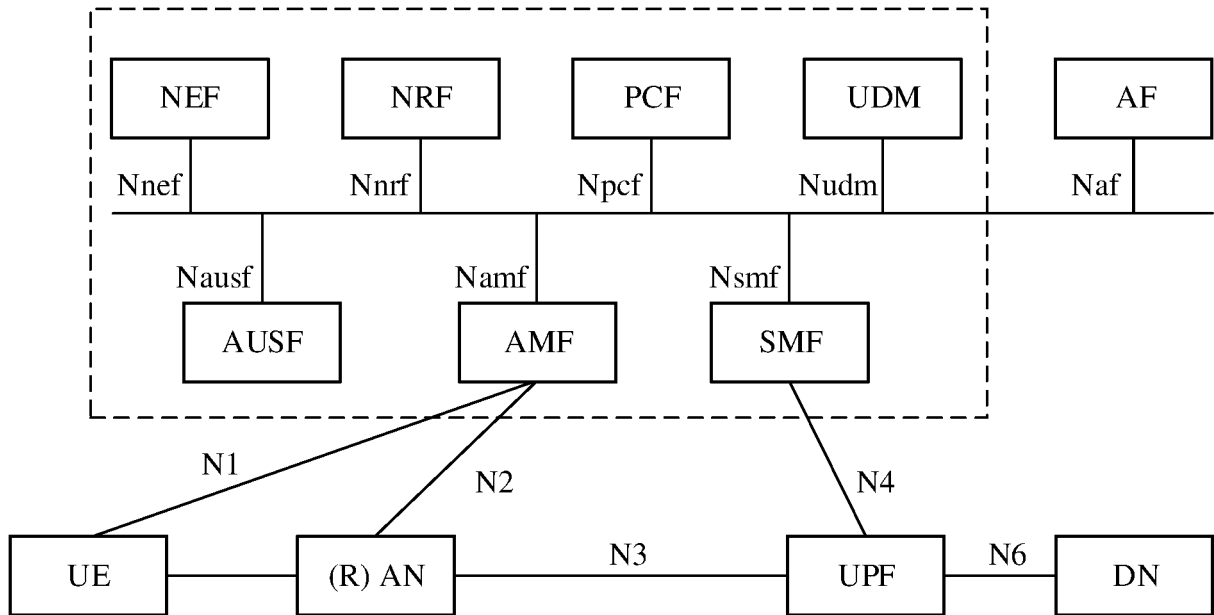 NEF NRF PCF UDM AF
Nnef Nnrf Npcf Nudm Naf
Nausf Namf Nsmf
AUSF AMF SMF
N1 N2 N4
N3 N6
UE (R) AN UPF DN